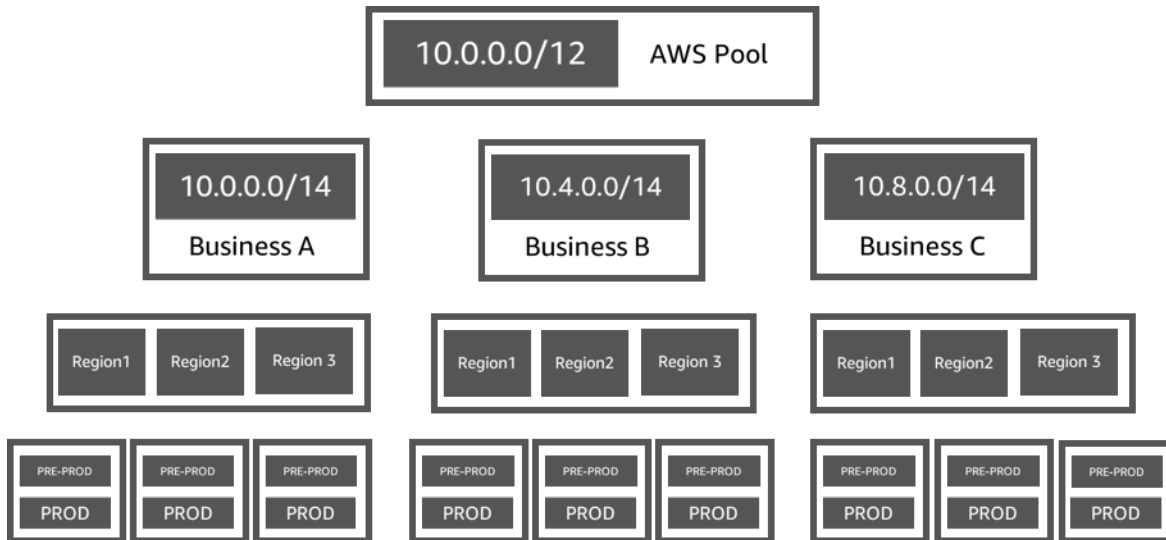 10.0.0.0/12 AWS Pool
10.0.0.0/14
Business A
10.4.0.0/14
Business B
10.8.0.0/14
Business C
Region1 Region2 Region 3
Region1 Region2 Region 3
Region1 Region2 Region 3
PRE-PROD
PROD
PRE-PROD
PROD
PRE-PROD
PROD
PRE-PROD
PROD
PRE-PROD
PROD
PRE-PROD
PROD
PRE-PROD
PROD
PRE-PROD
PROD
PRE-PROD
PROD